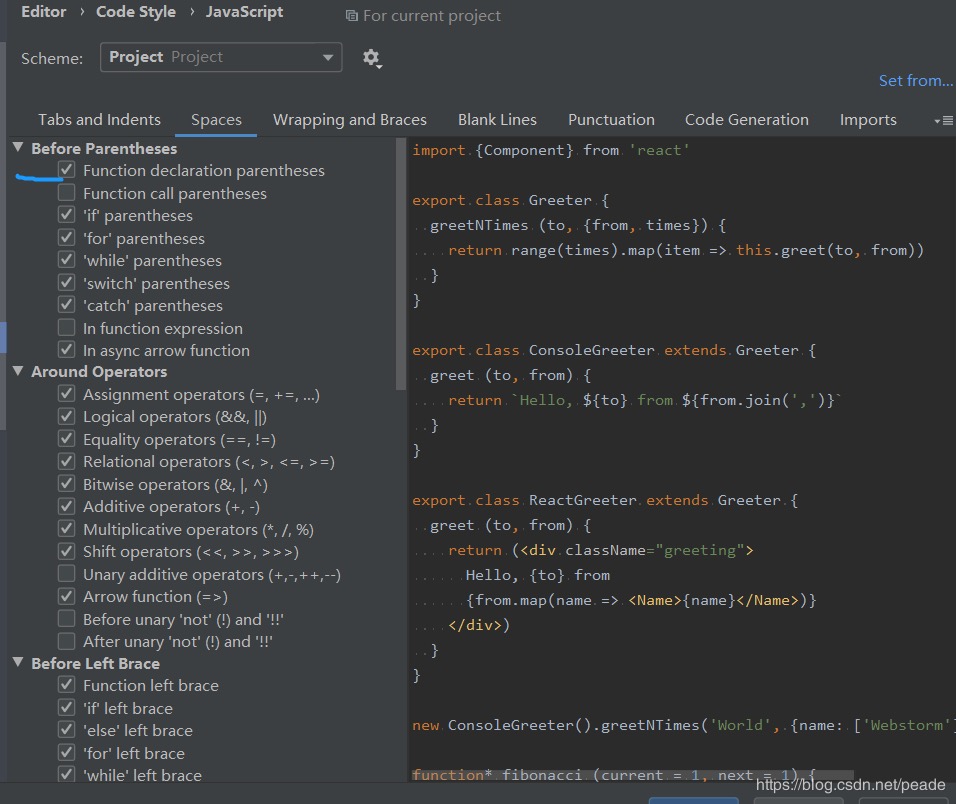 Editor › Code Style › JavaScript For current project
Scheme: Project Project
Set from...
Tabs and Indents Spaces Wrapping and Braces Blank Lines Punctuation Code Generation Imports
Before Parentheses
Function declaration parentheses
Function call parentheses
'if' parentheses
'for' parentheses
'while' parentheses
'switch' parentheses
'catch' parentheses
In function expression
In async arrow function
Around Operators
Assignment operators (=, +=, ...)
Logical operators (&&, ||)
Equality operators (==, !=)
Relational operators (<, >, <=, >=)
Bitwise operators (&, |, ^)
Additive operators (+, -)
Multiplicative operators (*, /, %)
Shift operators (<<, >>, >>>)
Unary additive operators (+,-,++,--)
Arrow function (=>)
Before unary 'not' (!) and '!!'
After unary 'not' (!) and '!!'
Before Left Brace
Function left brace
'if' left brace
'else' left brace
'for' left brace
'while' left brace
import {Component} from 'react'
export class Greeter {
  greetNTimes (to, {from, times}) {
    return range(times).map(item => this.greet(to, from))
  }
}
export class ConsoleGreeter extends Greeter {
  greet (to, from) {
    return `Hello, ${to} from ${from.join(',')}`
  }
}
export class ReactGreeter extends Greeter {
  greet (to, from) {
    return (<div className="greeting">
      Hello, {to} from
      {from.map(name => <Name>{name}</Name>)}
    </div>)
  }
}
new ConsoleGreeter().greetNTimes('World', {name: ['Webstorm']
function* fibonacci (current = 1, next = 1) {
https://blog.csdn.net/peade